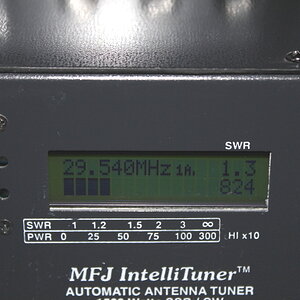 SWR
29.540MHz 1A. 1.3
824
SWR 1 1.2 1.5 2 3 ∞
PWR 0 25 50 75 100 300 HI x10
MFJ IntelliTuner™
AUTOMATIC ANTENNA TUNER